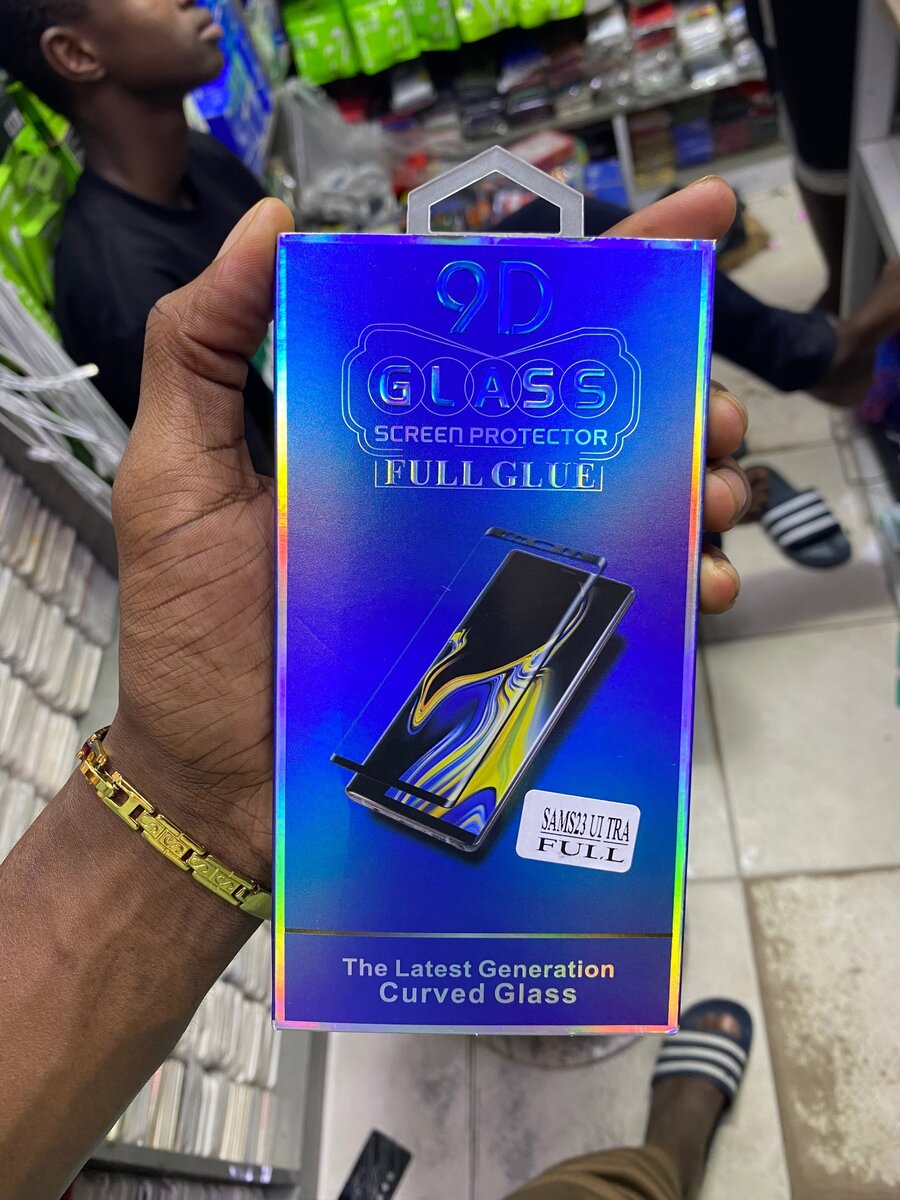 9D
GLASS
SCREEN PROTECTOR
FULL GLUE
SAMS23 UI TRA
FULL
The Latest Generation
Curved Glass